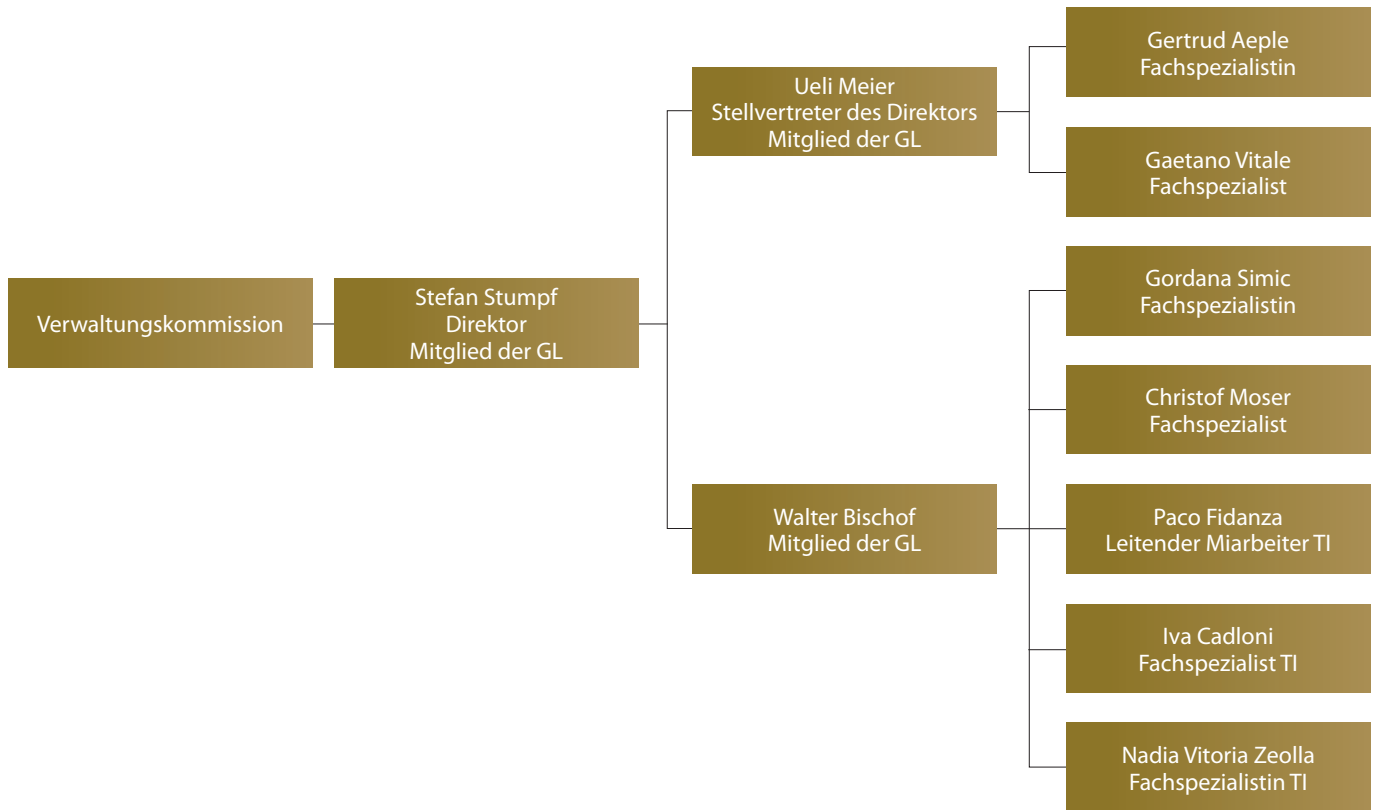 Verwaltungskommission
Stefan Stumpf
Direktor
Mitglied der GL
Ueli Meier
Stellvertreter des Direktors
Mitglied der GL
Gertrud Aeple
Fachspezialistin
Gaetano Vitale
Fachspezialist
Walter Bischof
Mitglied der GL
Gordana Simic
Fachspezialistin
Christof Moser
Fachspezialist
Paco Fidanza
Leitender Miarbeiter TI
Iva Cadloni
Fachspezialist TI
Nadia Vitoria Zeolla
Fachspezialistin TI